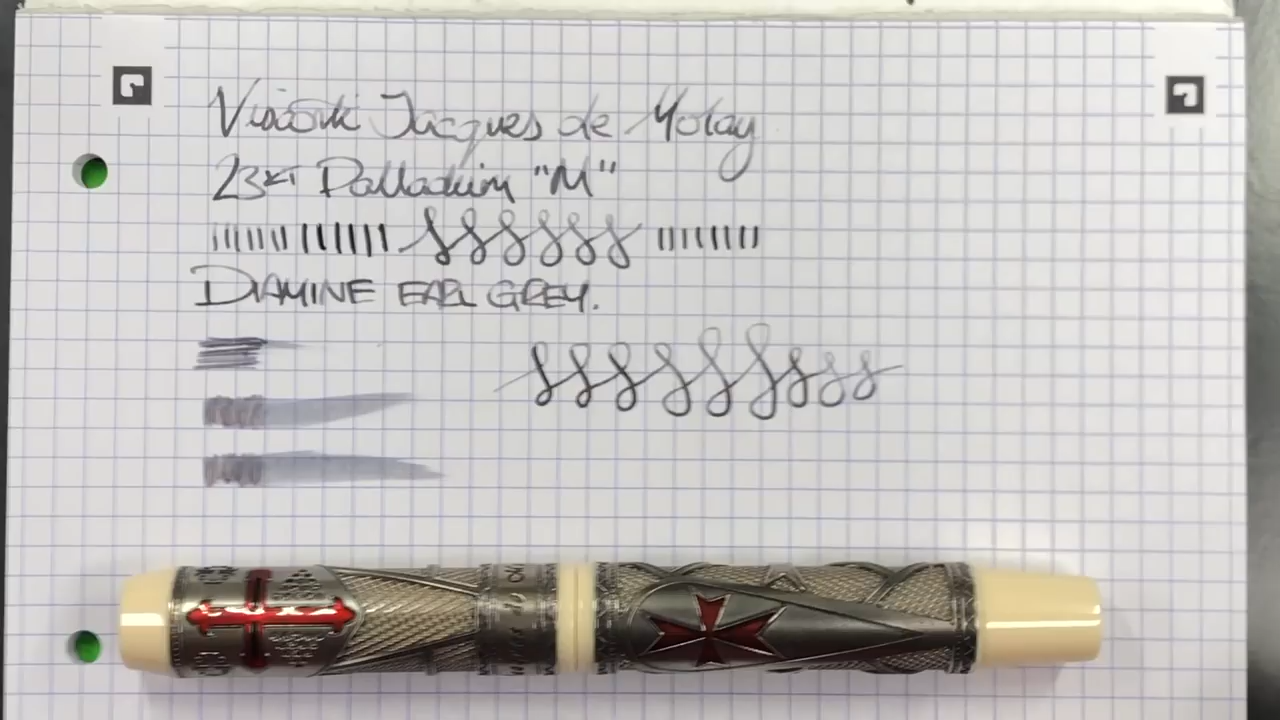 Visconti Jacques de Molay
23KT Palladium "M"
DIAMINE EARL GREY.